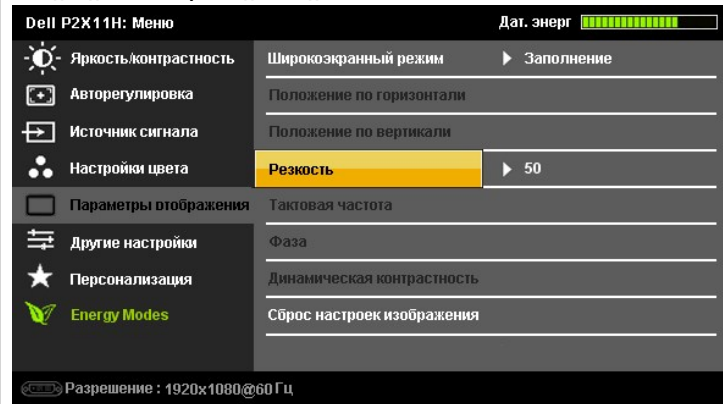 Dell P2X11H: Меню Дат. энерг
Яркость/контрастность Широкоэкранный режим Заполнение
Авторегулировка Положение по горизонтали
Источник сигнала Положение по вертикали
Настройки цвета Резкость 50
Параметры отображения Тактовая частота
Другие настройки Фаза
Персонализация Динамическая контрастность
Energy Modes Сброс настроек изображения
Разрешение : 1920x1080@60 Гц